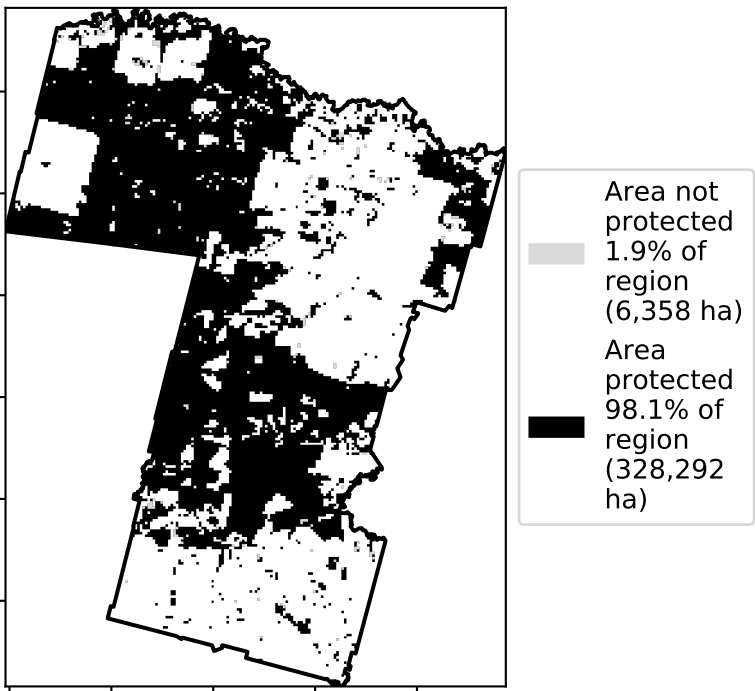 Area not
protected
1.9% of
region
(6,358 ha)
Area
protected
98.1% of
region
(328,292
ha)